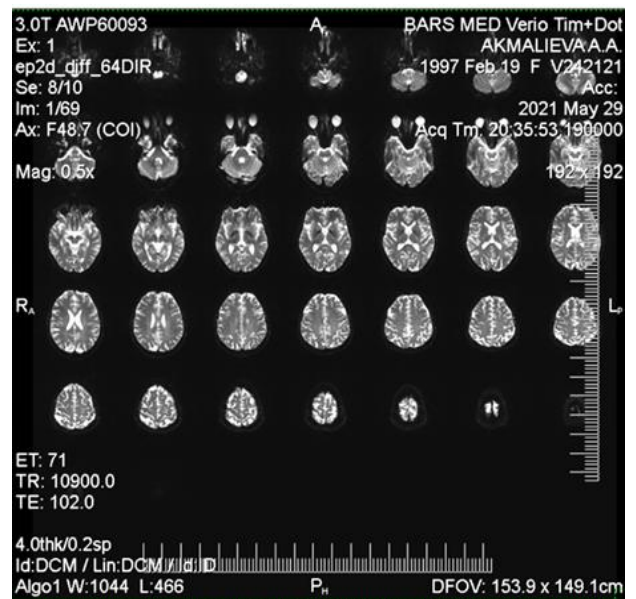 3.0T AWP60093
Ex: 1
ep2d_diff_64DIR
Se: 8/10
Im: 1/69
Ax: F48.7 (COI)
Mag: 0.5x
A
BARS MED Verio Tim+Dot
AKMALIEVA A.A.
1997 Feb 19 F V242121
Acc:
2021 May 29
Acq Tm: 20:35:53.190000
192 x 192
RA
LP
ET: 71
TR: 10900.0
TE: 102.0
4.0thk/0.2sp
Id:DCM / Lin:DCM / Id:ID
Algo1 W:1044 L:466
PH
DFOV: 153.9 x 149.1cm